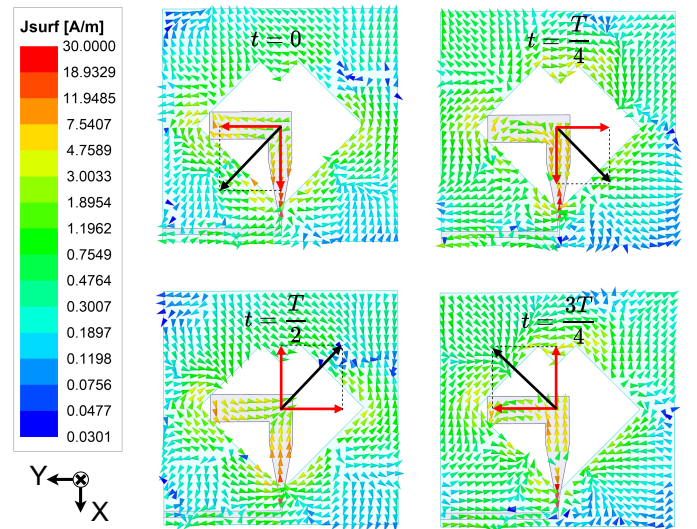 Jsurf [A/m]
30.0000
18.9329
11.9485
7.5407
4.7589
3.0033
1.8954
1.1962
0.7549
0.4764
0.3007
0.1897
0.1198
0.0756
0.0477
0.0301
Y
X
t = 0
t = T/4
t = T/2
t = 3T/4